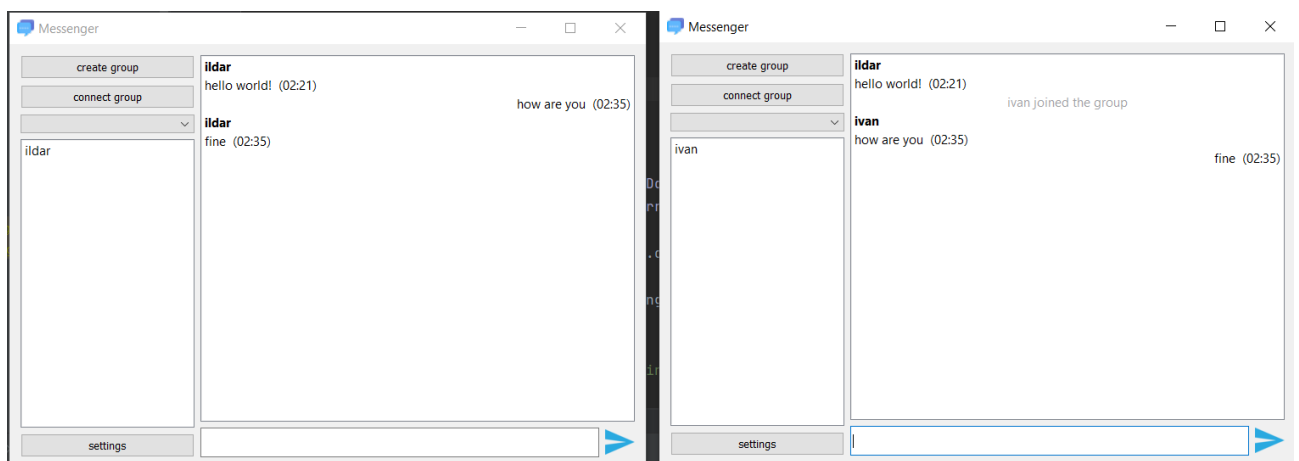 Messenger
create group
connect group
ildar
settings
ildar
hello world! (02:21)
how are you (02:35)
ildar
fine (02:35)
Messenger
create group
connect group
ivan
settings
ildar
hello world! (02:21)
ivan joined the group
ivan
how are you (02:35)
fine (02:35)